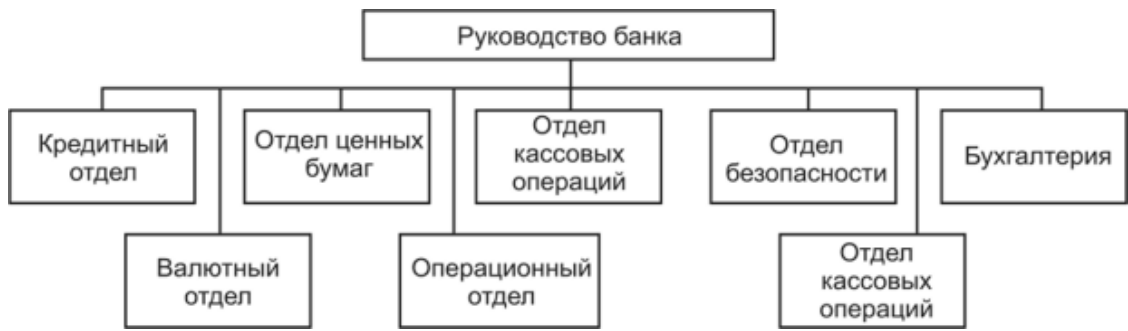 Руководство банка
Кредитный
отдел
Отдел ценных
бумаг
Отдел
кассовых
операций
Отдел
безопасности
Бухгалтерия
Валютный
отдел
Операционный
отдел
Отдел
кассовых
операций